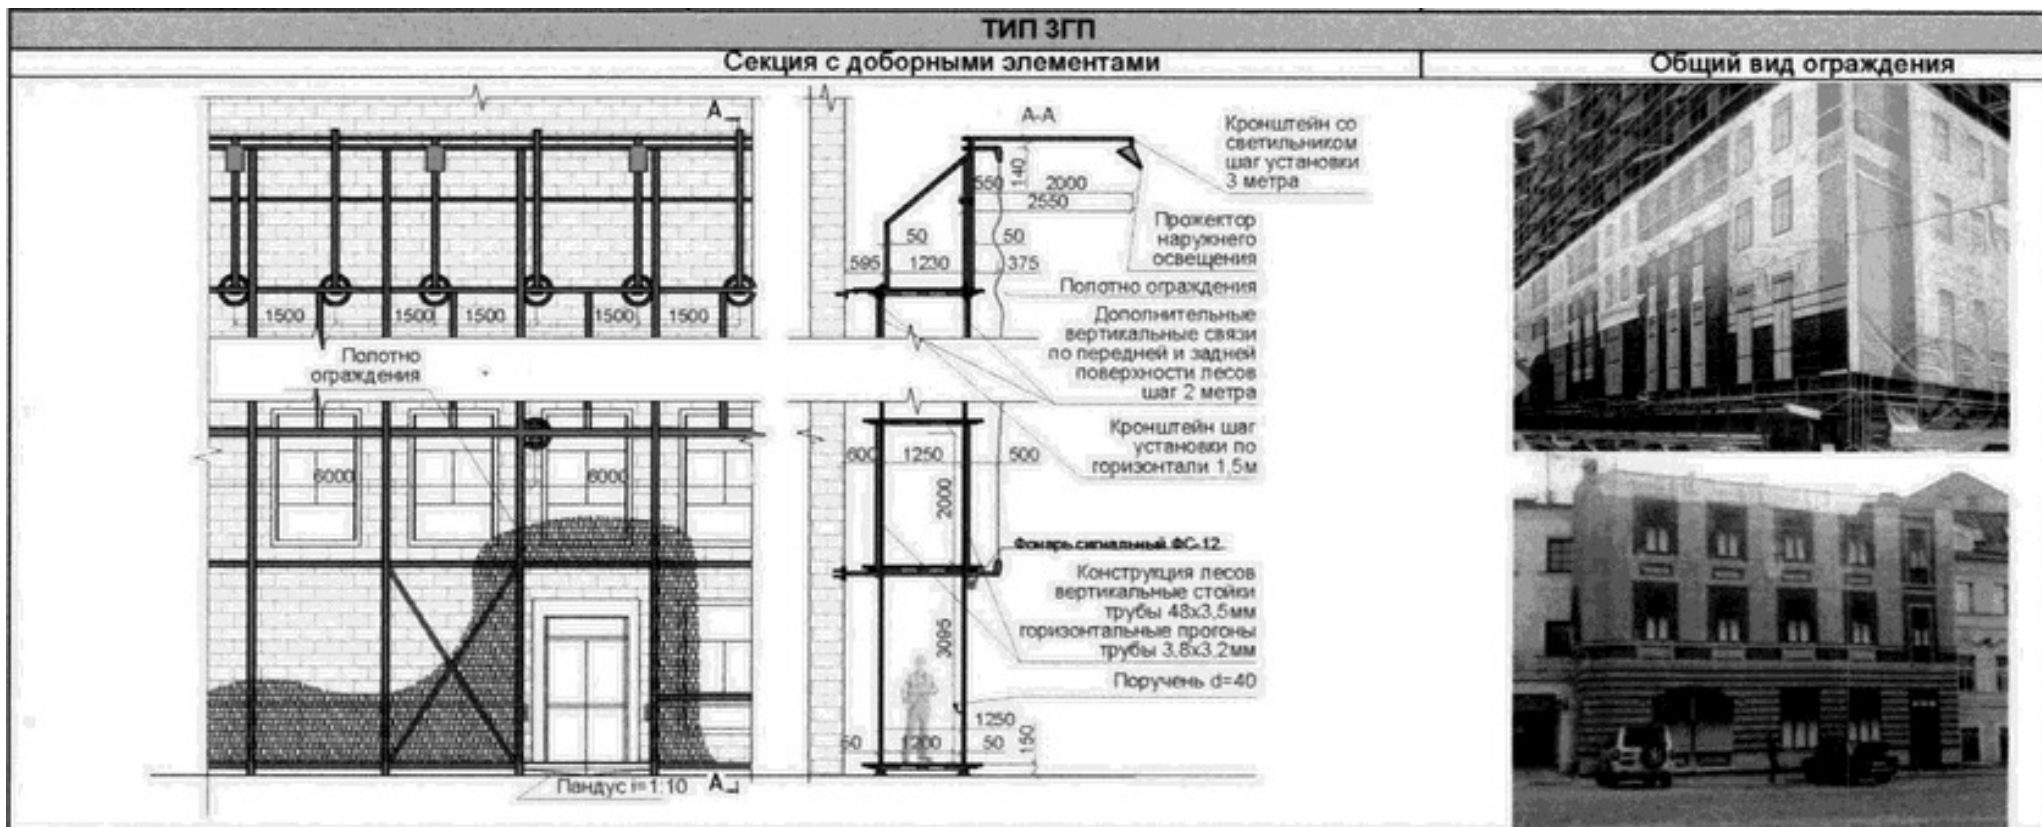 ТИП 3ГП
Секция с доборными элементами
Общий вид ограждения
А
А-А
Кронштейн со
светильником
шаг установки
3 метра
550
140
2000
2550
Прожектор
наружнего
освещения
50
50
595
1230
375
Полотно ограждения
1500
1500
1500
1500
1500
Дополнительные
вертикальные связи
по передней и задней
поверхности лесов
шаг 2 метра
Полотно
ограждения
Кронштейн шаг
установки по
горизонтали 1,5м
600
1250
500
6000
6000
2000
Фонарь сигнальный ФС-12
Конструкция лесов
вертикальные стойки
трубы 48х3,5мм
горизонтальные прогоны
трубы 3,8х3,2мм
3095
Поручень d=40
1250
50
1200
50
150
Пандус i=1:10
А